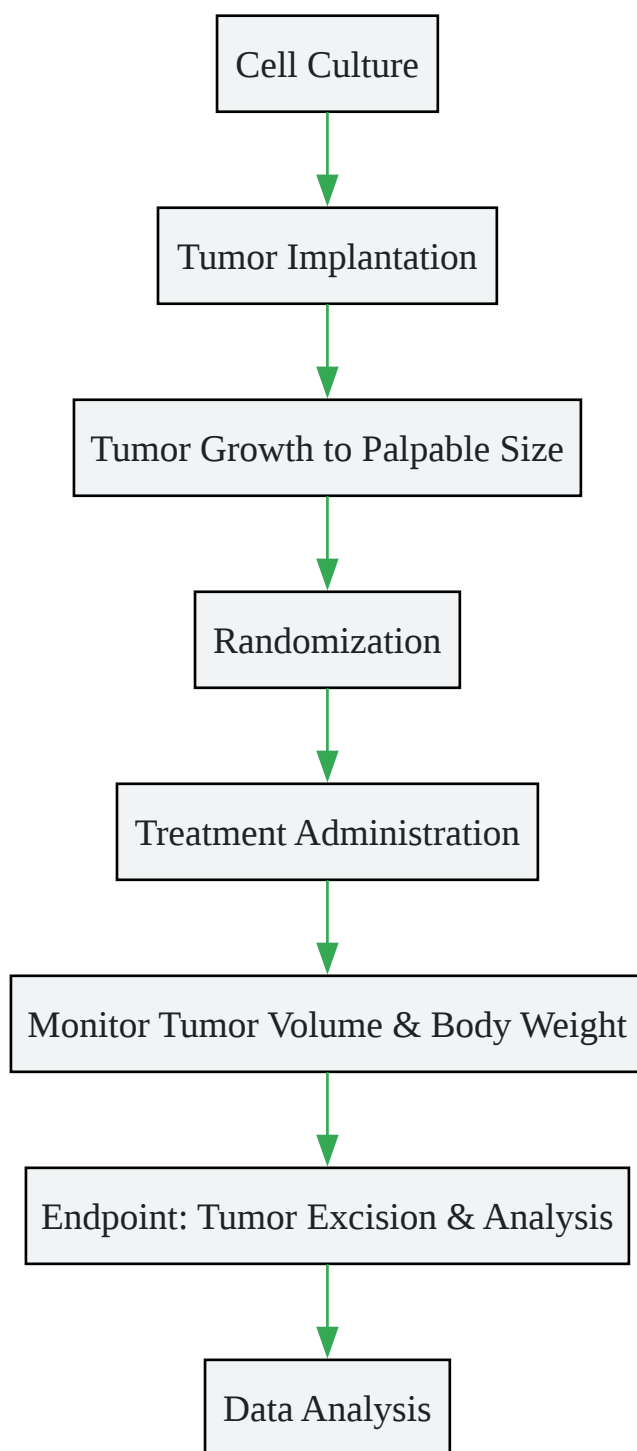 Cell Culture
Tumor Implantation
Tumor Growth to Palpable Size
Randomization
Treatment Administration
Monitor Tumor Volume & Body Weight
Endpoint: Tumor Excision & Analysis
Data Analysis